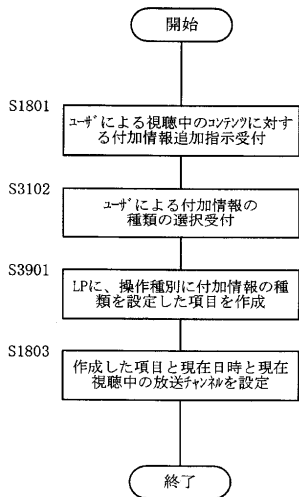 開始
S1801
ﾕｰｻﾞによる視聴中のｺﾝﾃﾝﾂに対す
る付加情報追加指示受付
S3102
ﾕｰｻﾞによる付加情報の
種類の選択受付
S3901
LPに、操作種別に付加情報の種
類を設定した項目を作成
S1803
作成した項目と現在日時と現在
視聴中の放送ﾁｬﾝﾈﾙを設定
終了